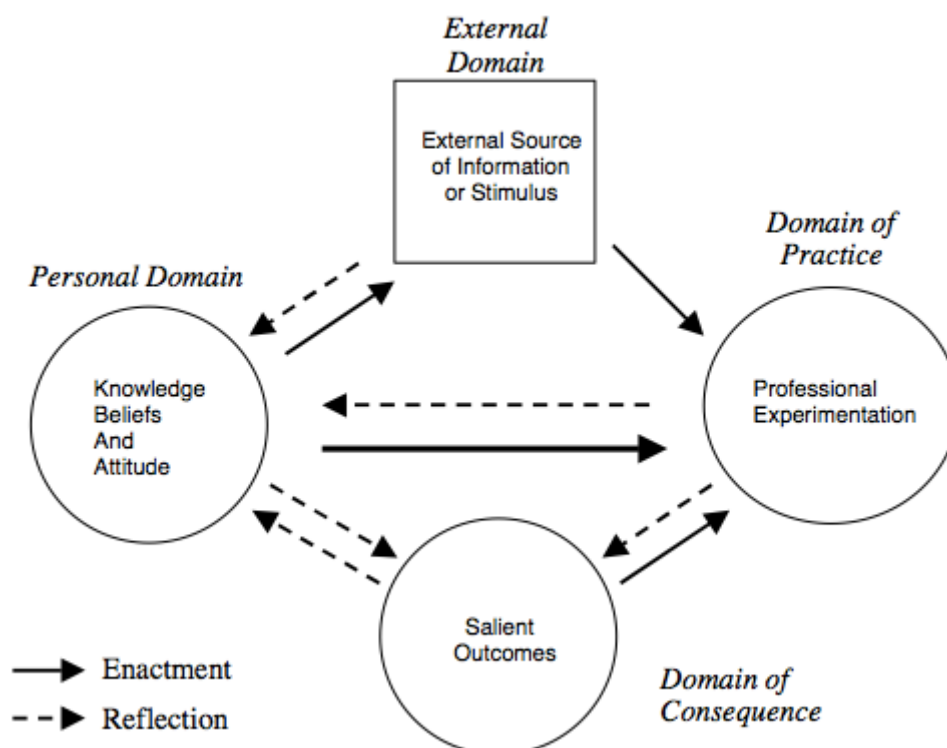 External
Domain
External Source
of Information
or Stimulus
Domain of
Practice
Personal Domain
Knowledge
Beliefs
And
Attitude
Professional
Experimentation
Salient
Outcomes
Enactment
Reflection
Domain of
Consequence